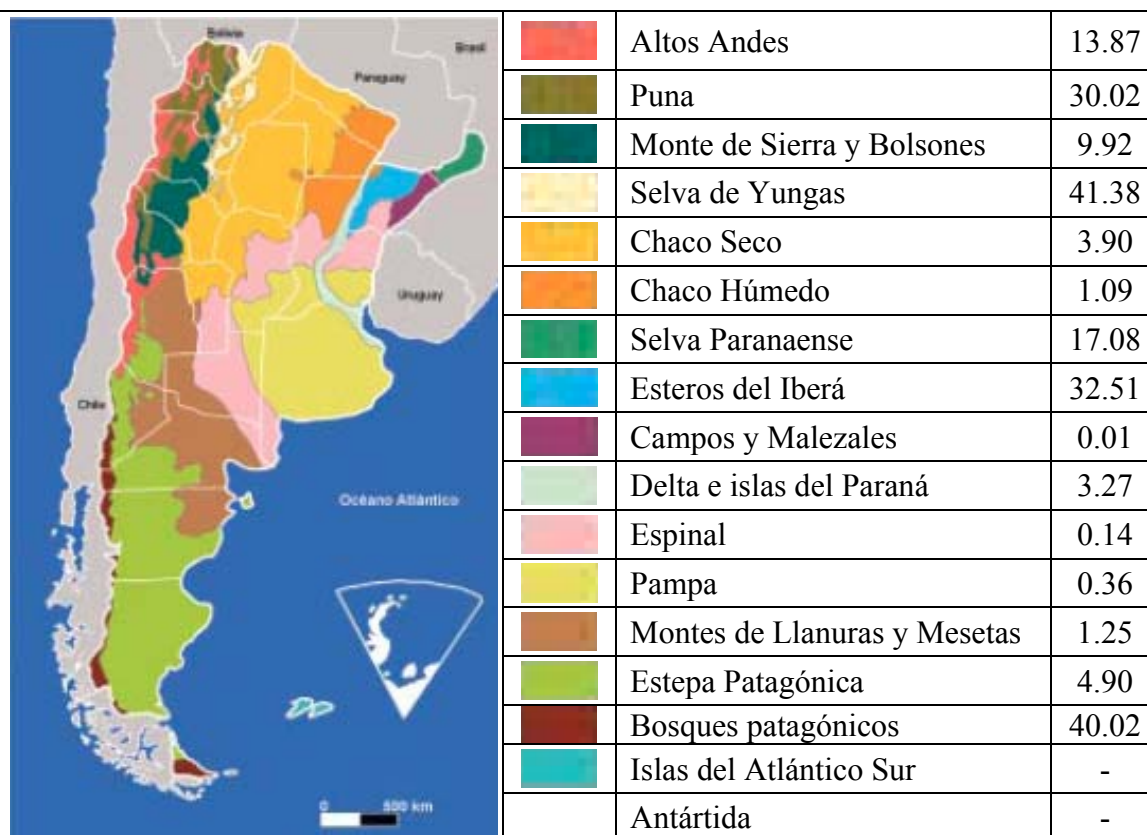 Bolivia
Brasil
Paraguay
Uruguay
Chile
Océano Atlántico
0 500 km
Altos Andes 13.87
Puna 30.02
Monte de Sierra y Bolsones 9.92
Selva de Yungas 41.38
Chaco Seco 3.90
Chaco Húmedo 1.09
Selva Paranaense 17.08
Esteros del Iberá 32.51
Campos y Malezales 0.01
Delta e islas del Paraná 3.27
Espinal 0.14
Pampa 0.36
Montes de Llanuras y Mesetas 1.25
Estepa Patagónica 4.90
Bosques patagónicos 40.02
Islas del Atlántico Sur -
Antártida -